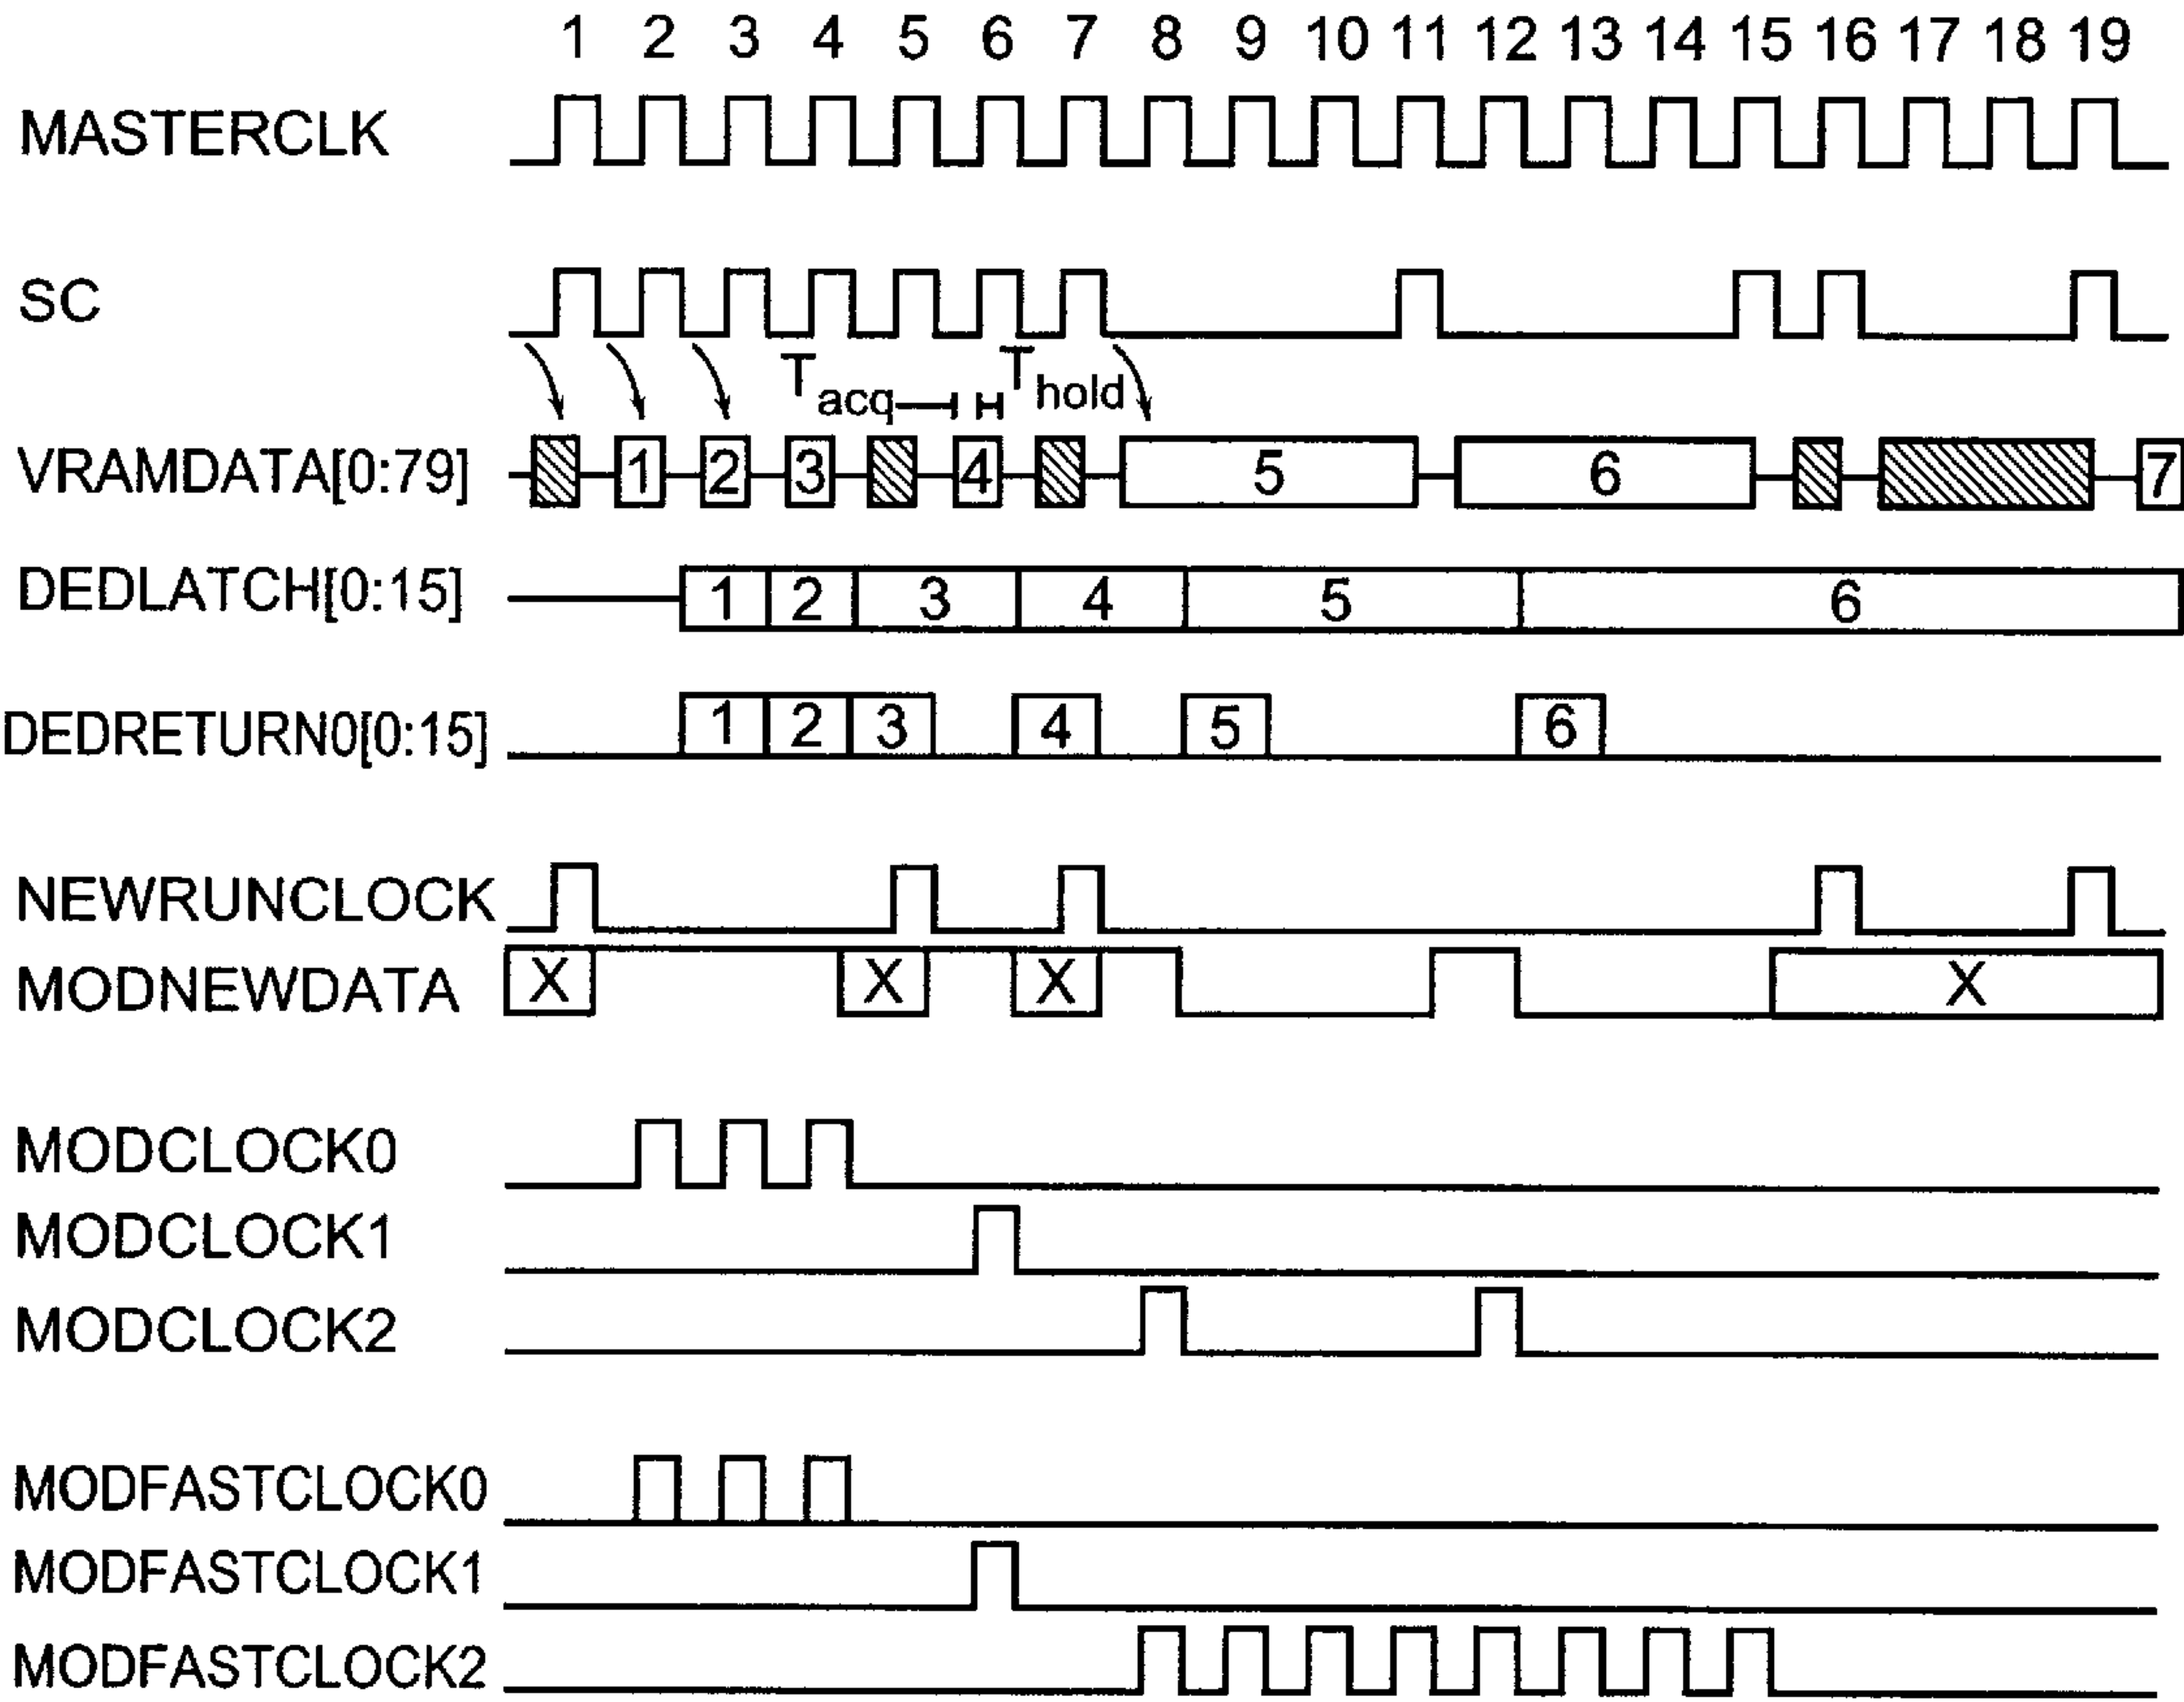 1 2 3 4 5 6 7 8 9 10 11 12 13 14 15 16 17 18 19
MASTERCLK
SC
T acq T hold
VRAMDATA[0:79] 1 2 3 4 5 6 7
DEDLATCH[0:15] 1 2 3 4 5 6
DEDRETURN0[0:15] 1 2 3 4 5 6
NEWRUNCLOCK
MODNEWDATA X X X X
MODCLOCK0
MODCLOCK1
MODCLOCK2
MODFASTCLOCK0
MODFASTCLOCK1
MODFASTCLOCK2